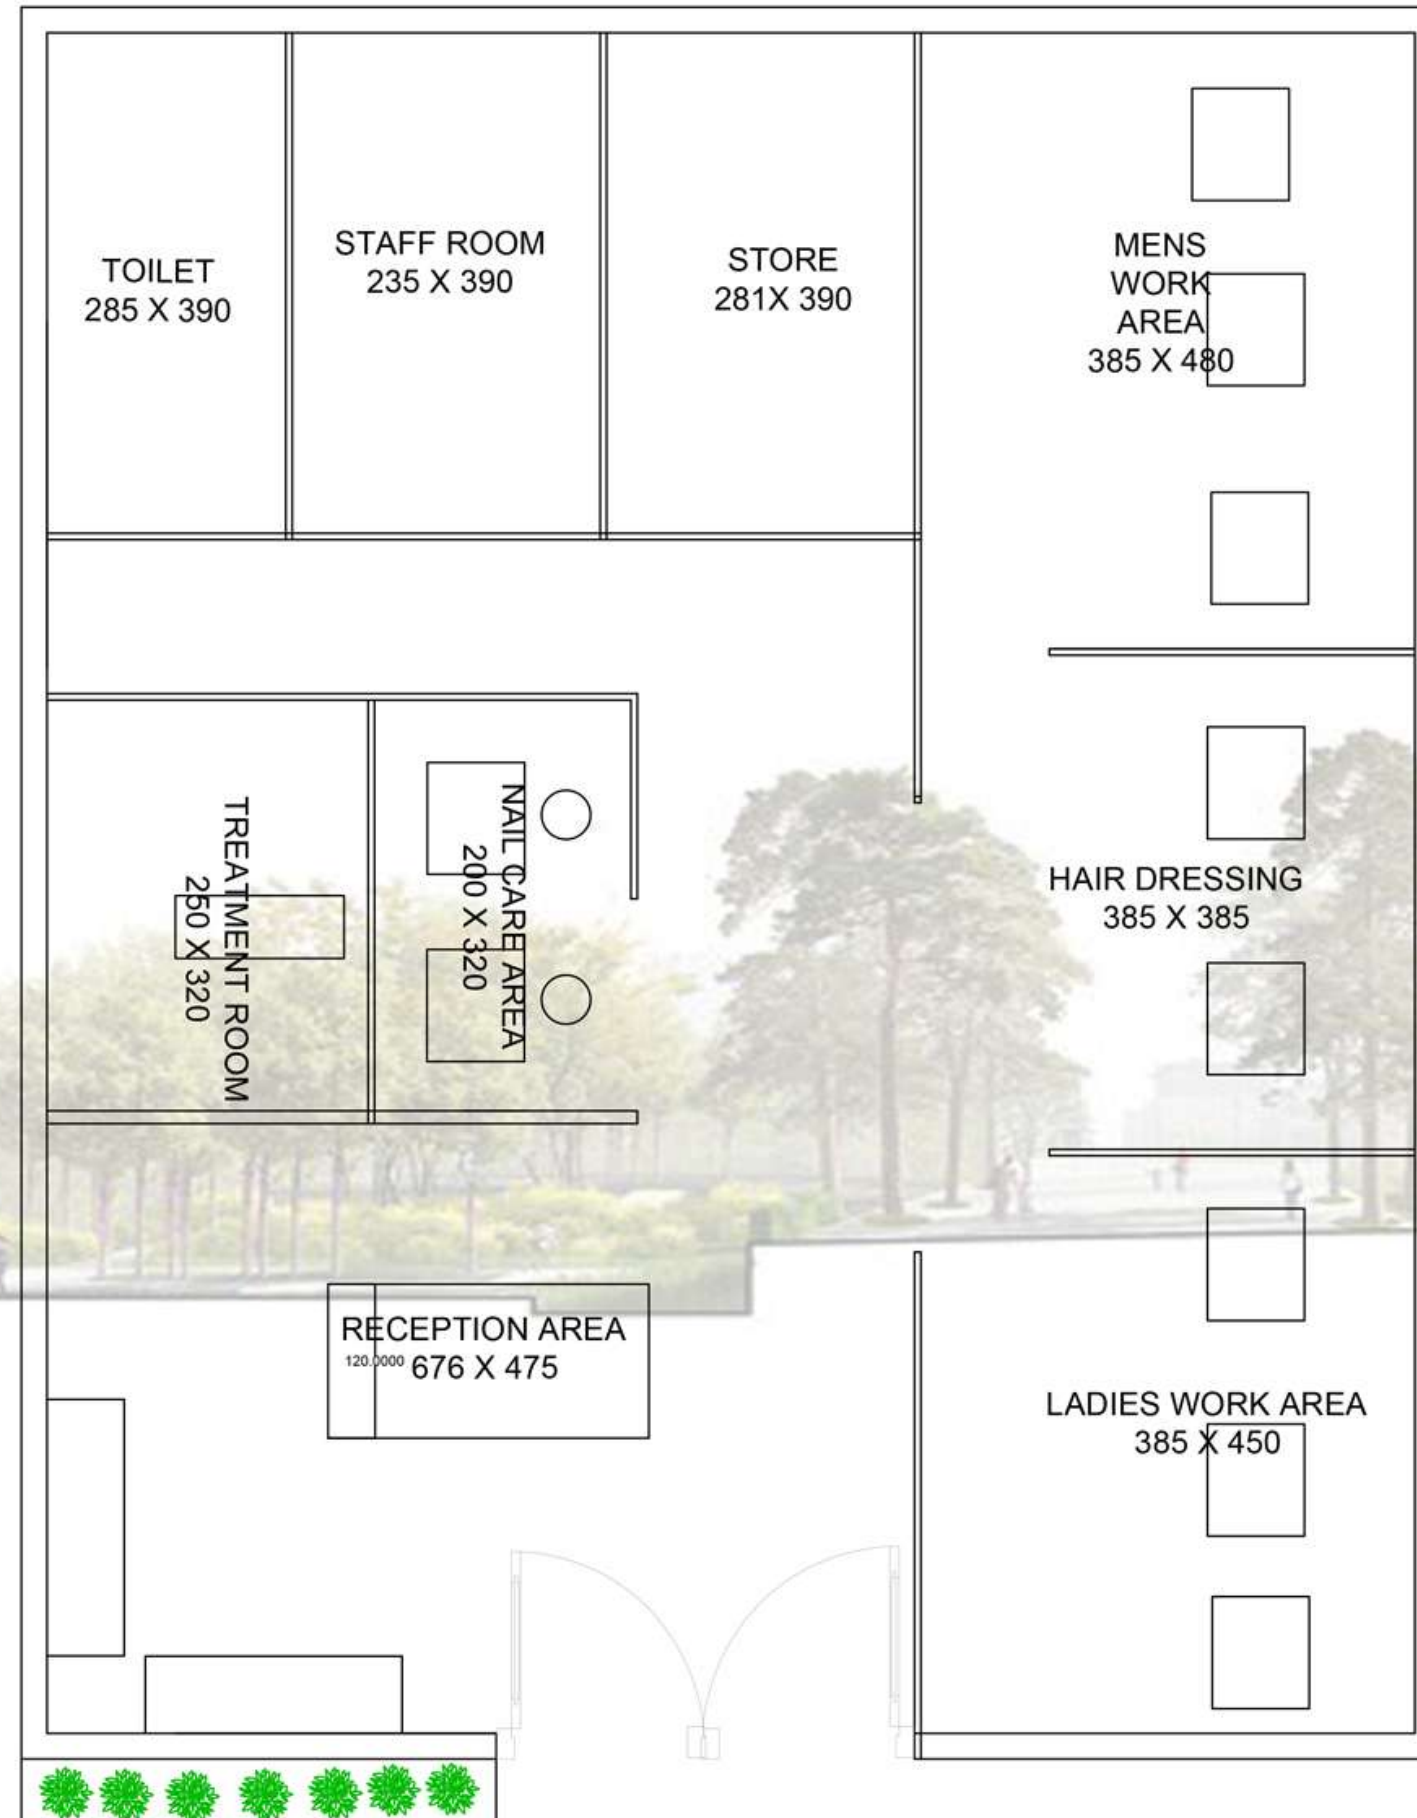 TOILET
285 X 390
STAFF ROOM
235 X 390
STORE
281X 390
MENS
WORK
AREA
385 X 480
TREATMENT ROOM
250 X 320
NAIL CARE AREA
200 X 320
HAIR DRESSING
385 X 385
RECEPTION AREA
120.0000 676 X 475
LADIES WORK AREA
385 X 450